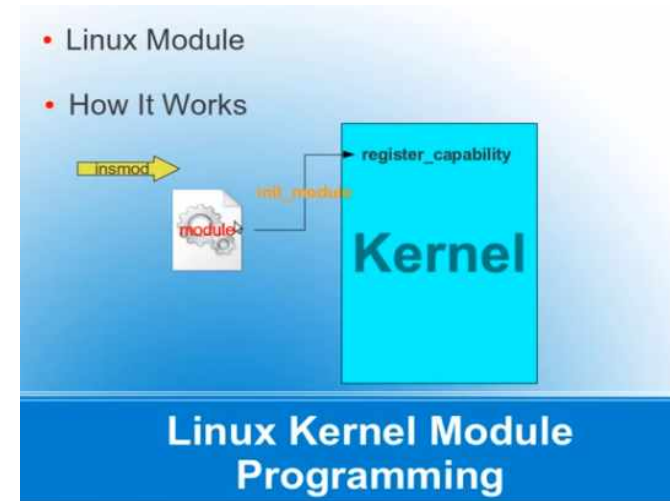 • Linux Module
• How It Works
insmod
register_capability
init_module
module
Kernel
Linux Kernel Module
Programming